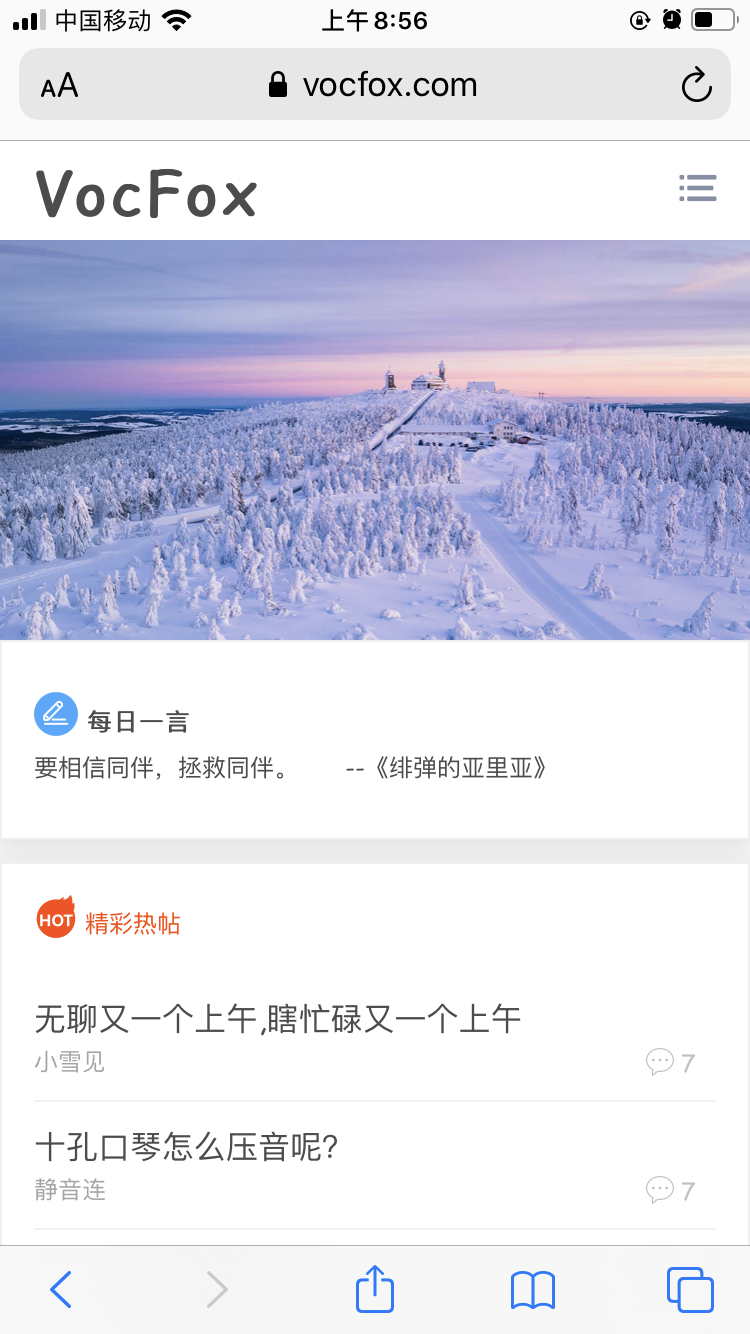 中国移动
上午8:56
AA
vocfox.com
VocFox
每日一言
要相信同伴，拯救同伴。 --《绯弹的亚里亚》
HOT 精彩热帖
无聊又一个上午,瞎忙碌又一个上午
小雪见
7
十孔口琴怎么压音呢?
静音连
7